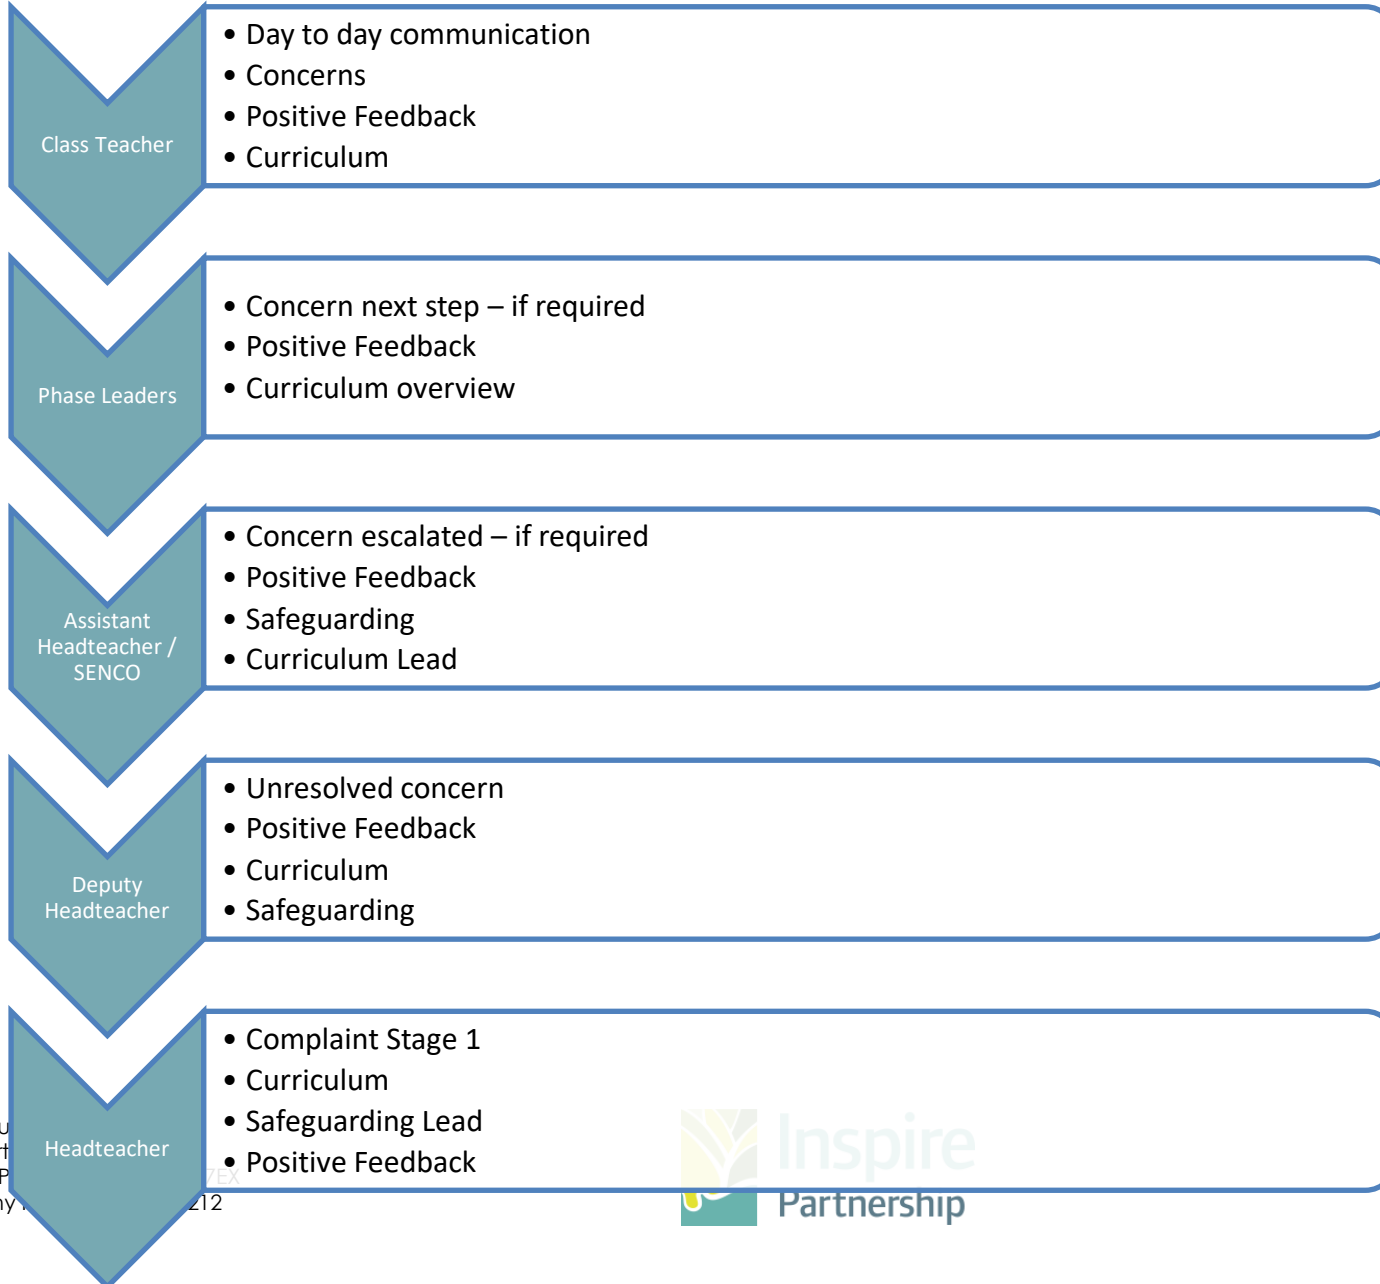 Class Teacher
• Day to day communication
• Concerns
• Positive Feedback
• Curriculum
Phase Leaders
• Concern next step – if required
• Positive Feedback
• Curriculum overview
Assistant
Headteacher /
SENCO
• Concern escalated – if required
• Positive Feedback
• Safeguarding
• Curriculum Lead
Deputy
Headteacher
• Unresolved concern
• Positive Feedback
• Curriculum
• Safeguarding
Headteacher
• Complaint Stage 1
• Curriculum
• Safeguarding Lead
• Positive Feedback
7EX
212
Inspire
Partnership